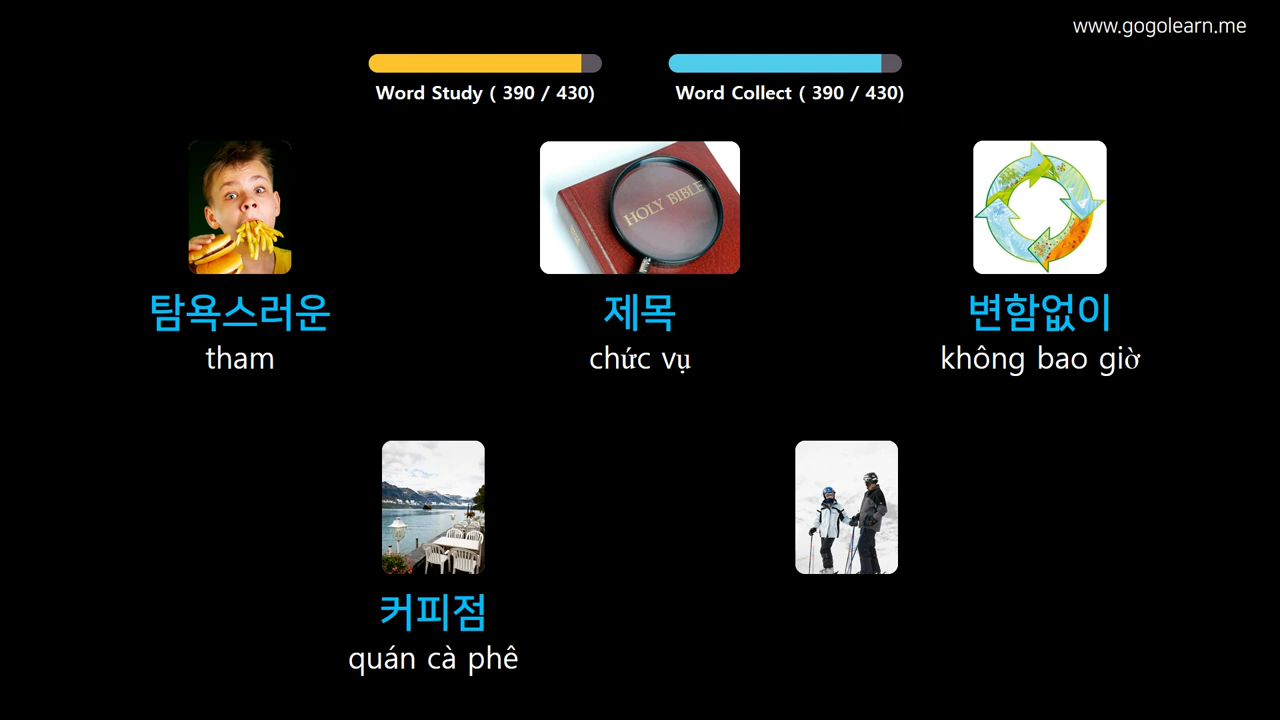 www.gogolearn.me
Word Study ( 390 / 430)
Word Collect ( 390 / 430)
HOLY BIBLE
탐욕스러운
제목
변함없이
tham
chức vụ
không bao giờ
커피점
quán cà phê